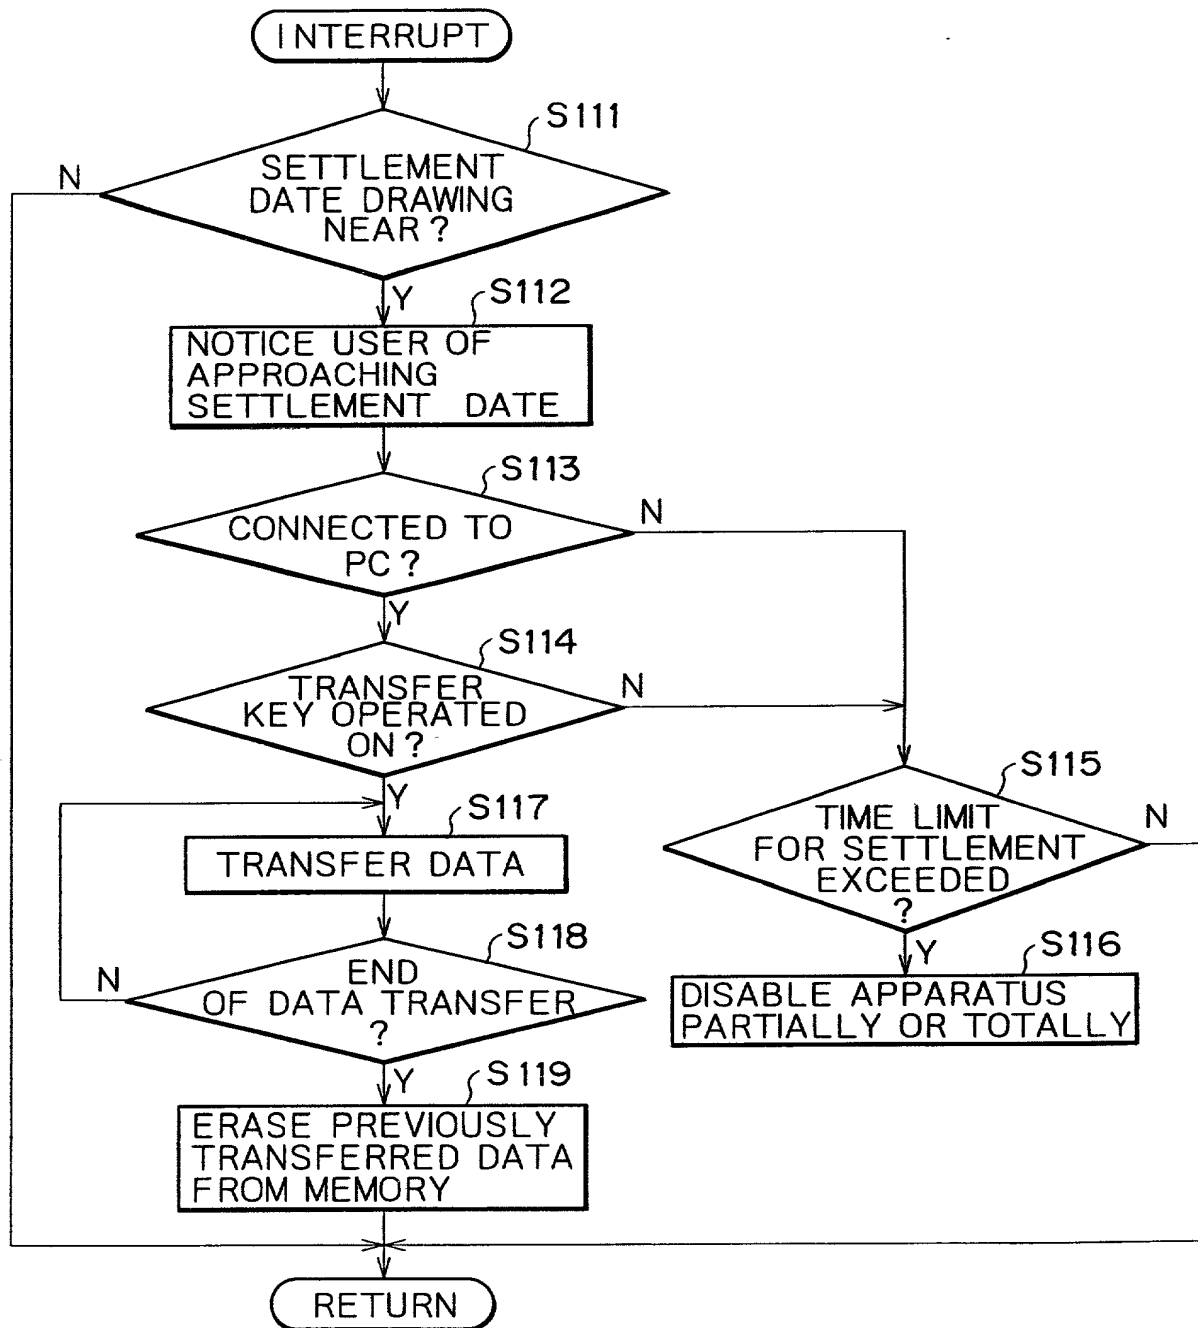 INTERRUPT
S111
N
SETTLEMENT
DATE DRAWING
NEAR?
Y
S112
NOTICE USER OF
APPROACHING
SETTLEMENT DATE
S113
CONNECTED TO
PC?
N
Y
S114
TRANSFER
KEY OPERATED
ON?
N
Y
S115
TIME LIMIT
FOR SETTLEMENT
EXCEEDED
?
N
Y
S116
DISABLE APPARATUS
PARTIALLY OR TOTALLY
S117
TRANSFER DATA
S118
END
OF DATA TRANSFER
?
N
Y
S119
ERASE PREVIOUSLY
TRANSFERRED DATA
FROM MEMORY
RETURN